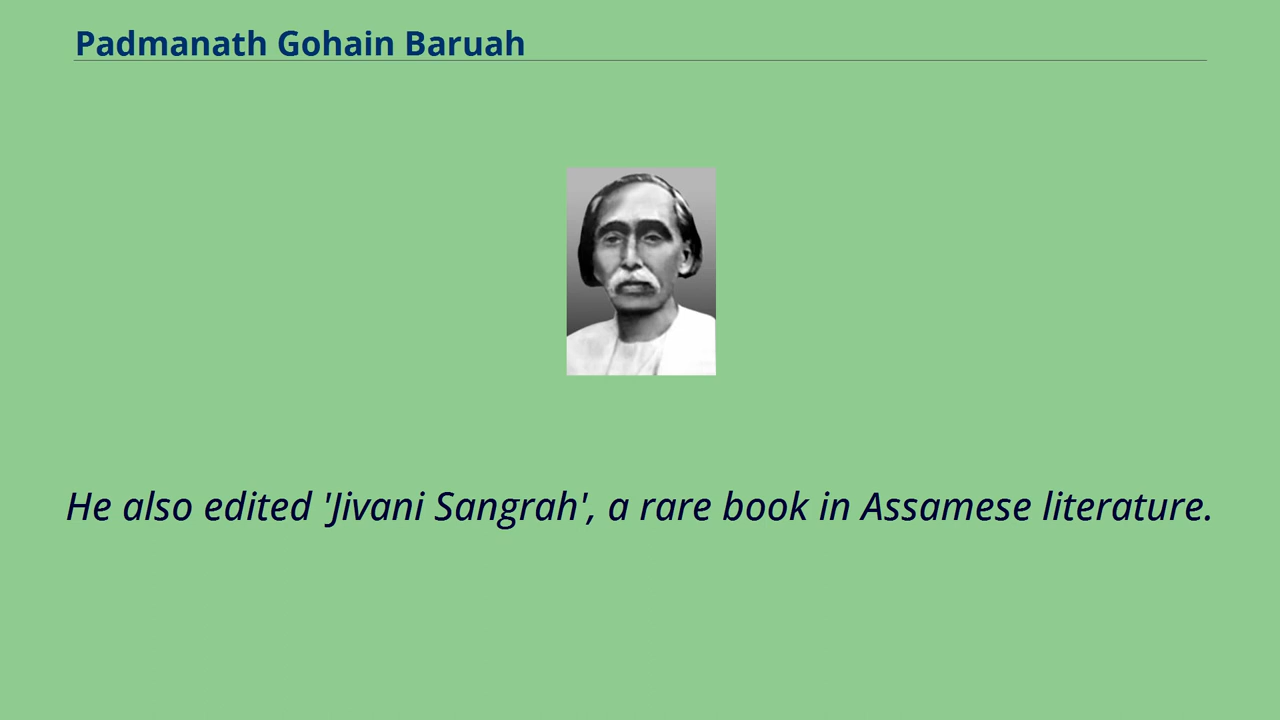 Padmanath Gohain Baruah
He also edited 'Jivani Sangrah', a rare book in Assamese literature.